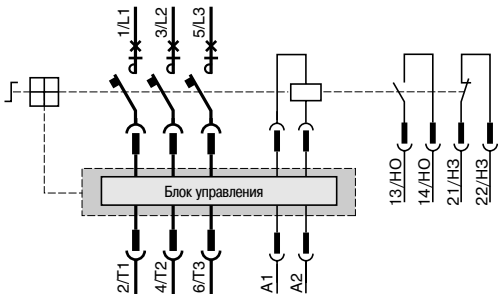 1/L1
3/L2
5/L3
13/НО
14/НО
21/НЗ
22/НЗ
Блок управления
2/T1
4/T2
6/T3
A1
A2